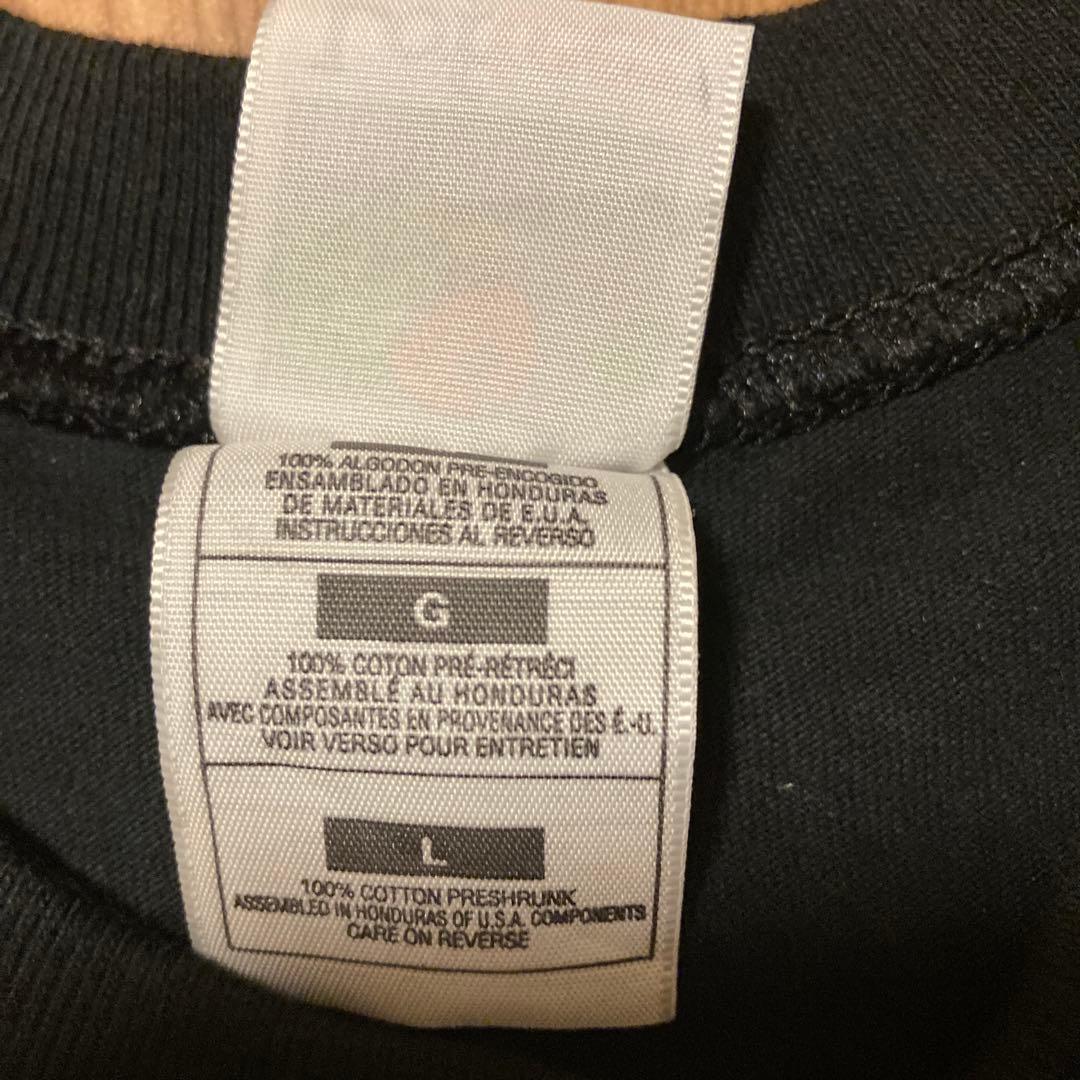 100% ALGODON PRE-ENCOGIDO
ENSAMBLADO EN HONDURAS
DE MATERIALES DE E.U.A.
INSTRUCCIONES AL REVERSO
G
100% COTON PRÉ-RÉTRÉCI
ASSEMBLÉ AU HONDURAS
AVEC COMPOSANTES EN PROVENANCE DES É.-U.
VOIR VERSO POUR ENTRETIEN
L
100% COTTON PRESHRUNK
ASSEMBLED IN HONDURAS OF U.S.A. COMPONENTS
CARE ON REVERSE